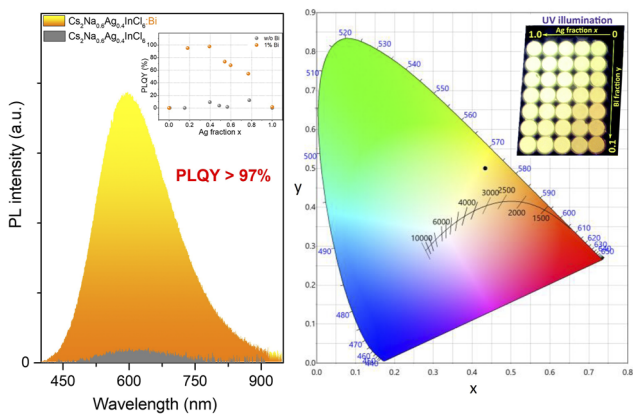 Cs2Na0.6Ag0.4InCl6:Bi
Cs2Na0.6Ag0.4InCl6
w/o Bi
1% Bi
PLQY (%)
100
80
60
40
20
0
0.0 0.2 0.4 0.6 0.8 1.0
Ag fraction x
PLQY > 97%
PL intensity (a.u.)
0
450 600 750 900
Wavelength (nm)
UV illumination
Ag fraction x
1.0 0
Bi fraction y
0.1
y
0.9
0.8
0.7
0.6
0.5
0.4
0.3
0.2
0.1
0.0
0.0 0.1 0.2 0.3 0.4 0.5 0.6 0.7 0.8
x
520
530
540
510
550
560
500
570
580
590
600
610
620
490
480
470
460
3000 2500
4000
2000
1500
6000
10000